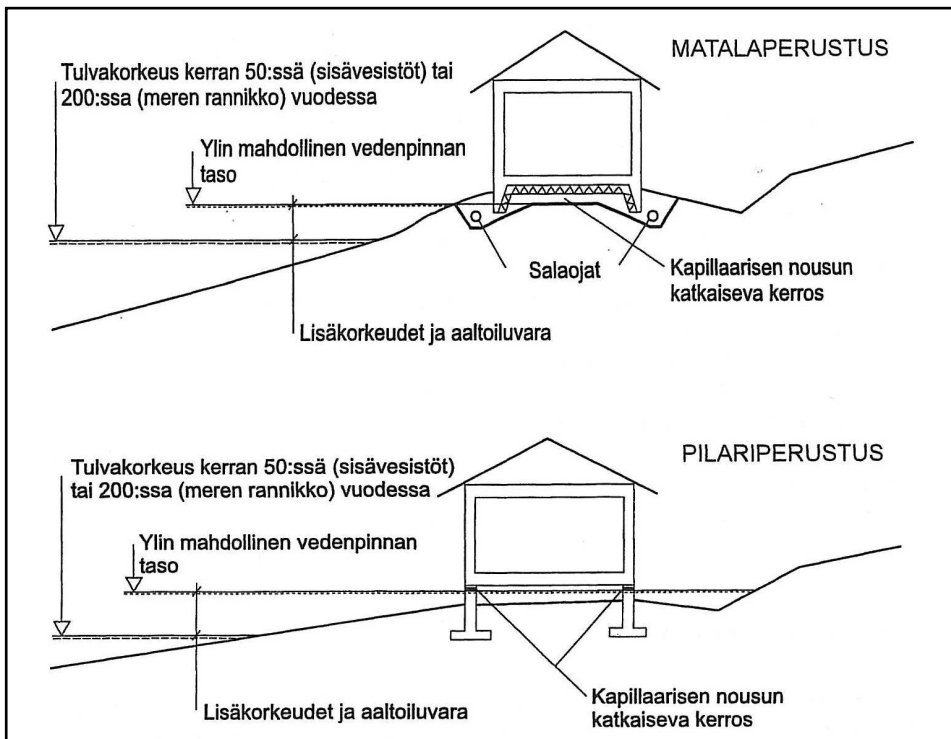 MATALAPERUSTUS
Tulvakorkeus kerran 50:ssä (sisävesistöt) tai
200:ssa (meren rannikko) vuodessa
Ylin mahdollinen vedenpinnan
taso
Salaojat
Kapillaarisen nousun
katkaiseva kerros
Lisäkorkeudet ja aaltoiluvara
PILARIPERUSTUS
Tulvakorkeus kerran 50:ssä (sisävesistöt)
tai 200:ssa (meren rannikko) vuodessa
Ylin mahdollinen vedenpinnan
taso
Lisäkorkeudet ja aaltoiluvara
Kapillaarisen nousun
katkaiseva kerros